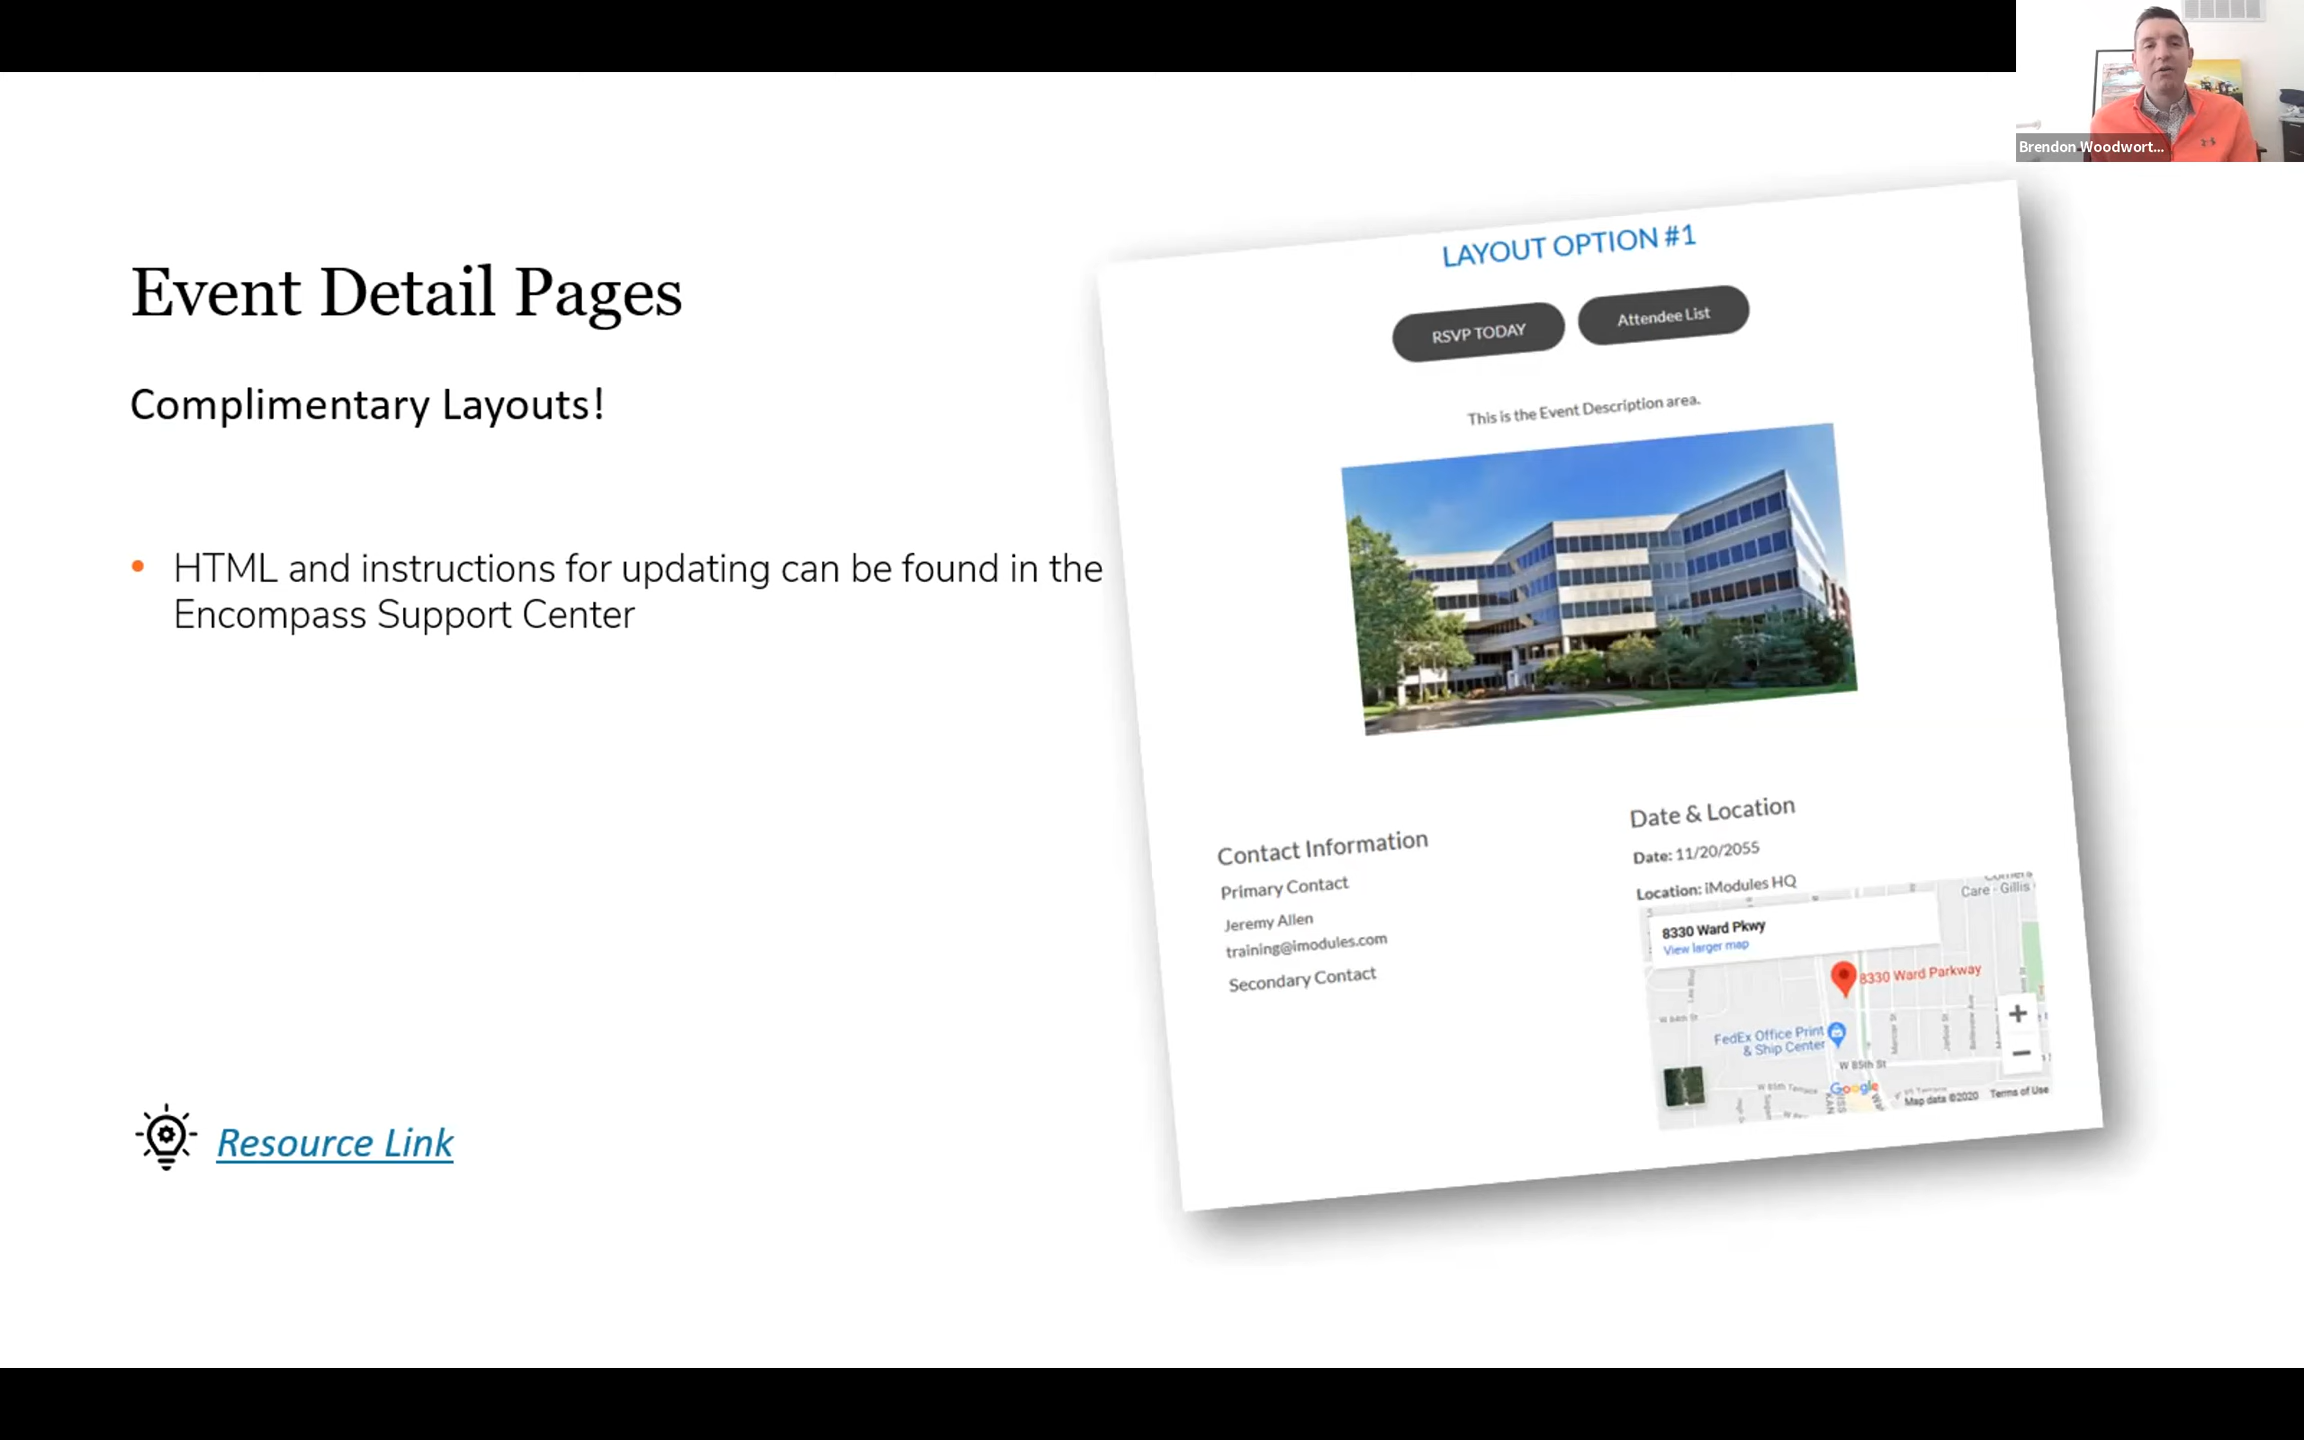 Brendon Woodwort...
Event Detail Pages
Complimentary Layouts!
HTML and instructions for updating can be found in the
Encompass Support Center
Resource Link
LAYOUT OPTION #1
RSVP TODAY
Attendee List
This is the Event Description area.
Contact Information
Primary Contact
Jeremy Allen
training@imodules.com
Secondary Contact
Date & Location
Date: 11/20/2055
Location: iModules HQ
Care - Gillis
8330 Ward Pkwy
View larger map
8330 Ward Parkway
W 84th St
FedEx Office Print
& Ship Center
W 85th St
Google
Map data ©2020
Terms of Use